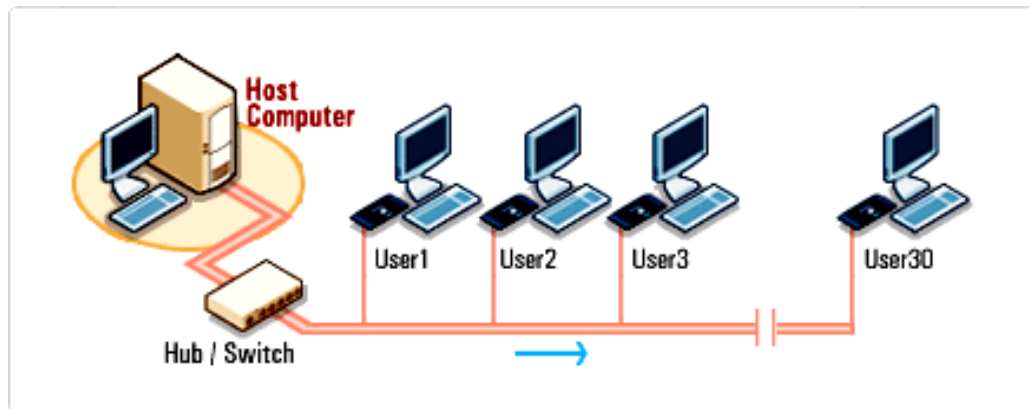 Host
Computer
User1
User2
User3
User30
Hub / Switch